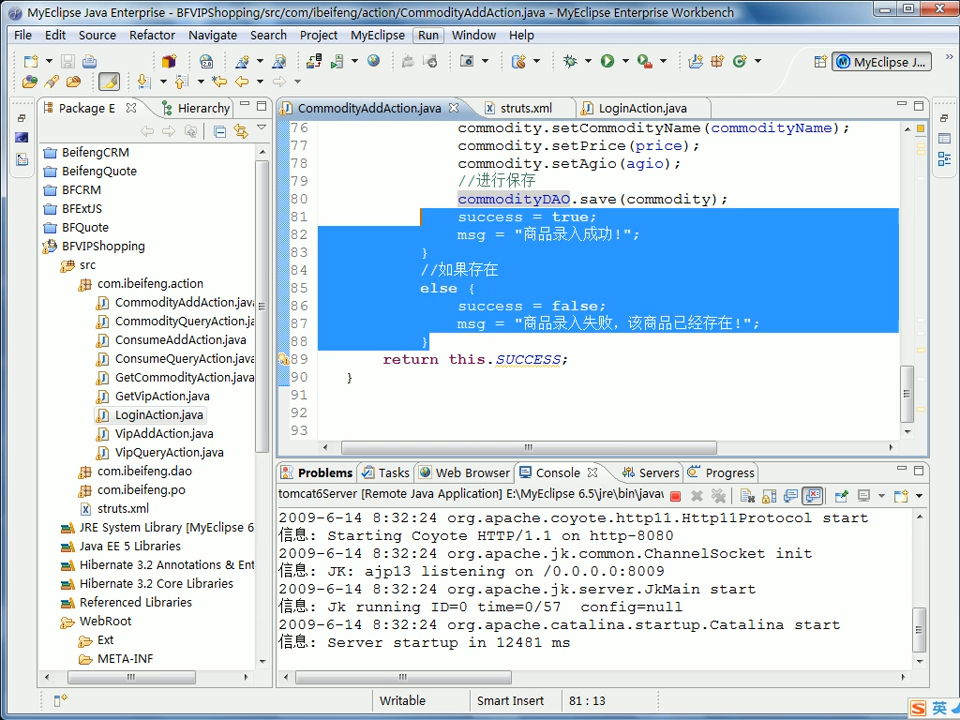 MyEclipse Java Enterprise - BFVIPShopping/src/com/ibeifeng/action/CommodityAddAction.java - MyEclipse Enterprise Workbench
File Edit Source Refactor Navigate Search Project MyEclipse Run Window Help
MyEclipse J...
Package E Hierarchy
BeifengCRM
BeifengQuote
BFCRM
BFExtJS
BFQuote
BFVIPShopping
src
com.ibeifeng.action
CommodityAddAction.java
CommodityQueryAction.ja
ConsumeAddAction.java
ConsumeQueryAction.java
GetCommodityAction.java
GetVipAction.java
LoginAction.java
VipAddAction.java
VipQueryAction.java
com.ibeifeng.dao
com.ibeifeng.po
struts.xml
JRE System Library [MyEclipse 6
Java EE 5 Libraries
Hibernate 3.2 Annotations & Ent
Hibernate 3.2 Core Libraries
Referenced Libraries
WebRoot
Ext
META-INF
CommodityAddAction.java struts.xml LoginAction.java
76 commodity.setCommodityName(commodityName);
77 commodity.setPrice(price);
78 commodity.setAgio(agio);
79 //进行保存
80 commodityDAO.save(commodity);
81 success = true;
82 msg = "商品录入成功!";
83 }
84 //如果存在
85 else {
86 success = false;
87 msg = "商品录入失败，该商品已经存在!";
88 }
89 return this.SUCCESS;
90 }
91
92
93
Problems Tasks Web Browser Console Servers Progress
tomcat6Server [Remote Java Application] E:\MyEclipse 6.5\jre\bin\javaw
2009-6-14 8:32:24 org.apache.coyote.http11.Http11Protocol start
信息: Starting Coyote HTTP/1.1 on http-8080
2009-6-14 8:32:24 org.apache.jk.common.ChannelSocket init
信息: JK: ajp13 listening on /0.0.0.0:8009
2009-6-14 8:32:24 org.apache.jk.server.JkMain start
信息: Jk running ID=0 time=0/57 config=null
2009-6-14 8:32:24 org.apache.catalina.startup.Catalina start
信息: Server startup in 12481 ms
Writable Smart Insert 81 : 13
英